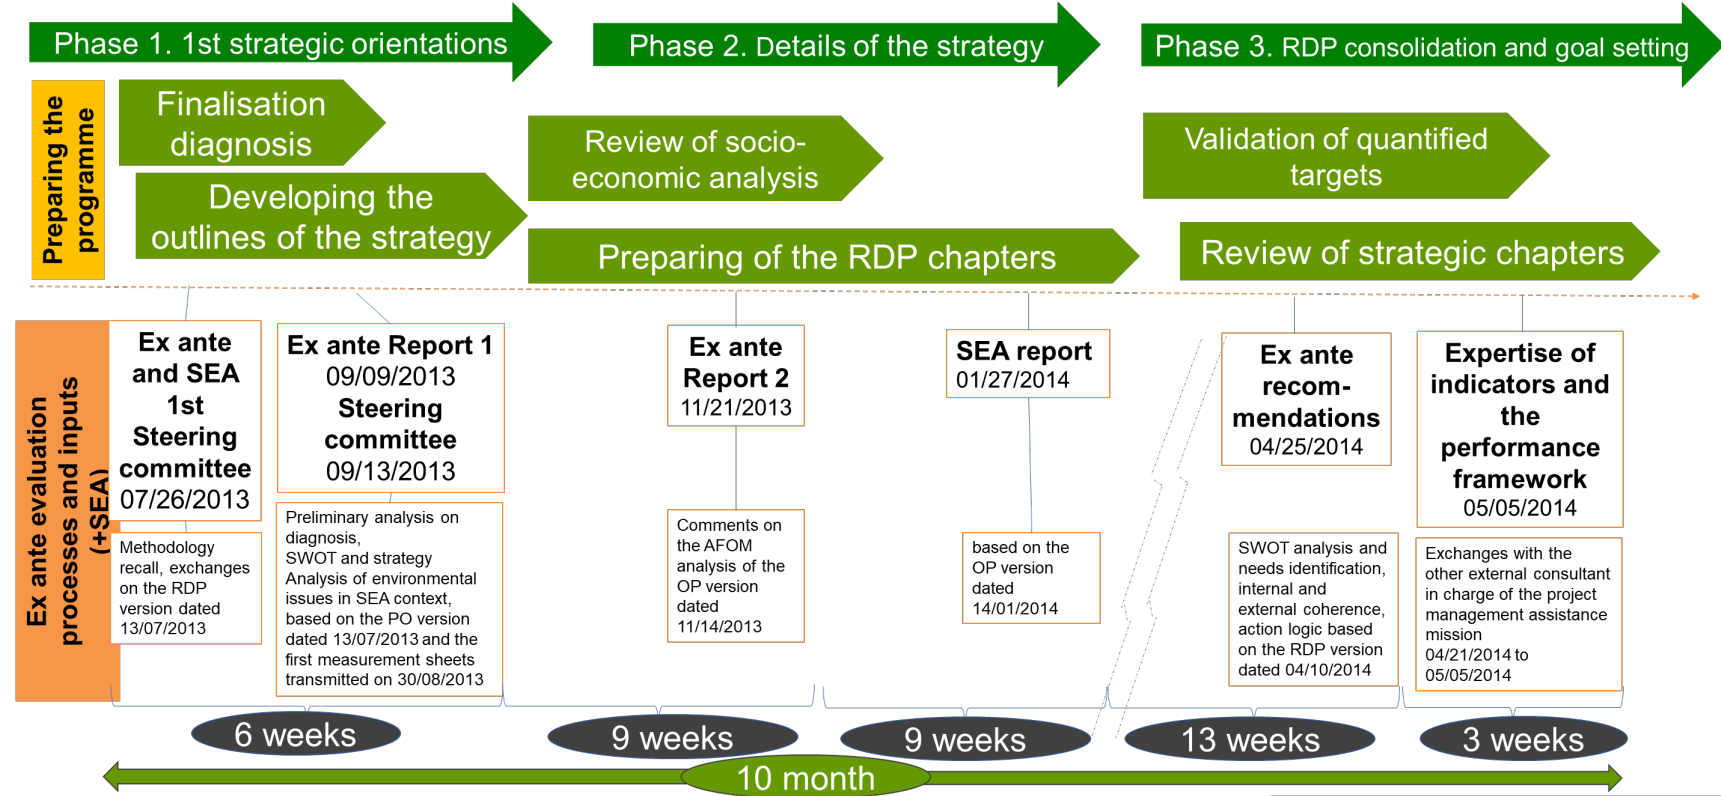 Phase 1. 1st strategic orientations
Phase 2. Details of the strategy
Phase 3. RDP consolidation and goal setting
Preparing the
programme
Finalisation
diagnosis
Developing the
outlines of the strategy
Review of socio-
economic analysis
Preparing of the RDP chapters
Validation of quantified
targets
Review of strategic chapters
Ex ante evaluation
processes and inputs
(+SEA)
Ex ante
and SEA
1st
Steering
committee
07/26/2013
Methodology
recall, exchanges
on the RDP
version dated
13/07/2013
Ex ante Report 1
09/09/2013
Steering
committee
09/13/2013
Preliminary analysis on
diagnosis,
SWOT and strategy
Analysis of environmental
issues in SEA context,
based on the PO version
dated 13/07/2013 and the
first measurement sheets
transmitted on 30/08/2013
Ex ante
Report 2
11/21/2013
Comments on
the AFOM
analysis of the
OP version
dated
11/14/2013
SEA report
01/27/2014
based on the
OP version
dated
14/01/2014
Ex ante
recom-
mendations
04/25/2014
SWOT analysis and
needs identification,
internal and
external coherence,
action logic based
on the RDP version
dated 04/10/2014
Expertise of
indicators and
the
performance
framework
05/05/2014
Exchanges with the
other external consultant
in charge of the project
management assistance
mission
04/21/2014 to
05/05/2014
6 weeks
9 weeks
9 weeks
13 weeks
3 weeks
10 month